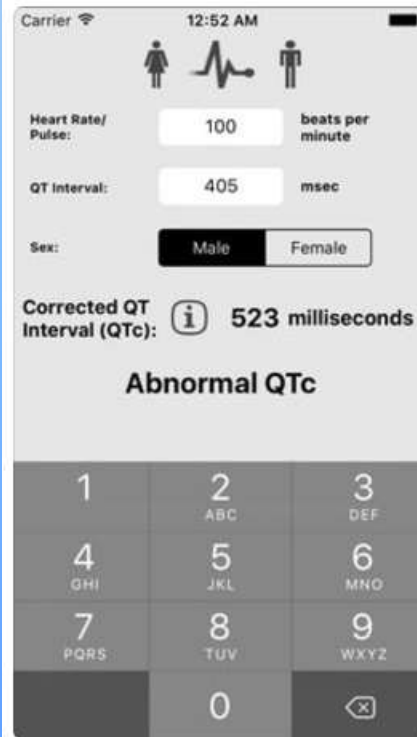 Carrier 12:52 AM
Heart Rate/
Pulse:
100
beats per
minute
QT Interval:
405
msec
Sex:
Male
Female
Corrected QT
Interval (QTc):
i
523 milliseconds
Abnormal QTc
1
2
ABC
3
DEF
4
GHI
5
JKL
6
MNO
7
PQRS
8
TUV
9
WXYZ
0